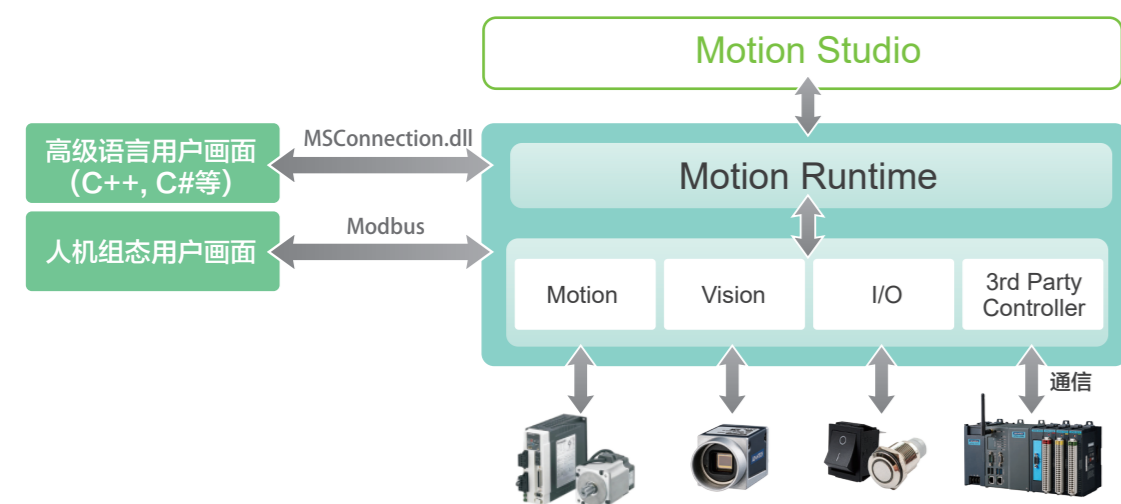 Motion Studio
高级语言用户画面
（C++, C#等）
MSConnection.dll
Motion Runtime
人机组态用户画面
Modbus
Motion
Vision
I/O
3rd Party
Controller
通信